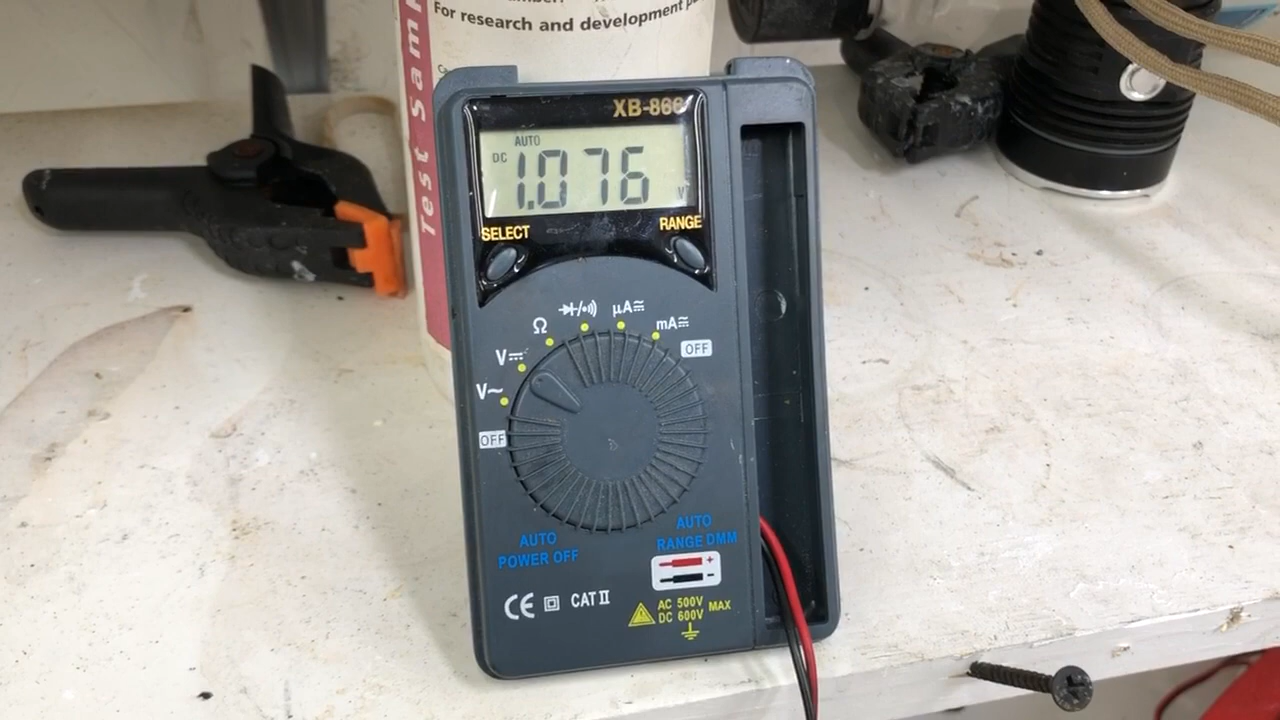 For research and development
Test Sam
XB-866
AUTO
DC 1.076 V
SELECT RANGE
Ω µA mA
V⎓ OFF
V~
OFF
AUTO POWER OFF
AUTO RANGE DMM
+
-
CE CAT II
AC 500V
DC 600V MAX